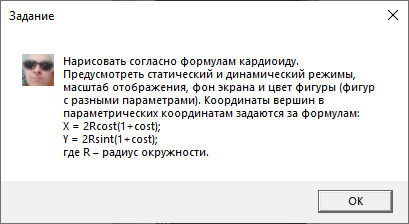 Задание
Нарисовать согласно формулам кардиоиду.
Предусмотреть статический и динамический режимы,
масштаб отображения, фон экрана и цвет фигуры (фигур
с разными параметрами). Координаты вершин в
параметрических координатам задаются за формулам:
X = 2Rcost(1+cost);
Y = 2Rsint(1+cost);
где R – радиус окружности.
OK